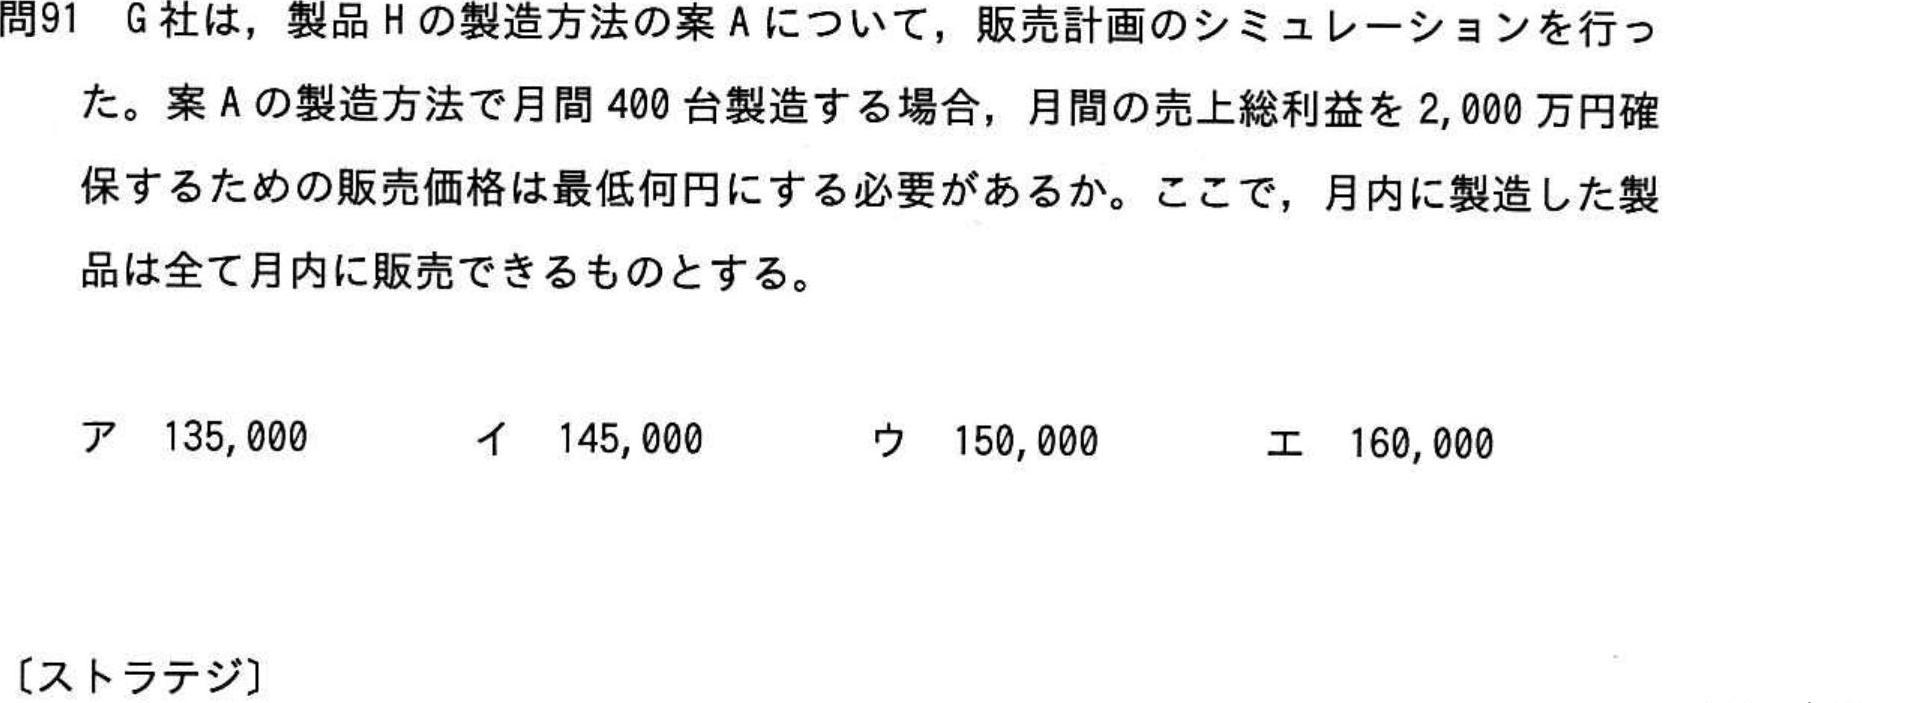 問91 G社は，製品Hの製造方法の案Aについて，販売計画のシミュレーションを行っ
た。案Aの製造方法で月間400台製造する場合，月間の売上総利益を2,000万円確
保するための販売価格は最低何円にする必要があるか。ここで，月内に製造した製
品は全て月内に販売できるものとする。
ア 135,000 イ 145,000 ウ 150,000 エ 160,000
〔ストラテジ〕